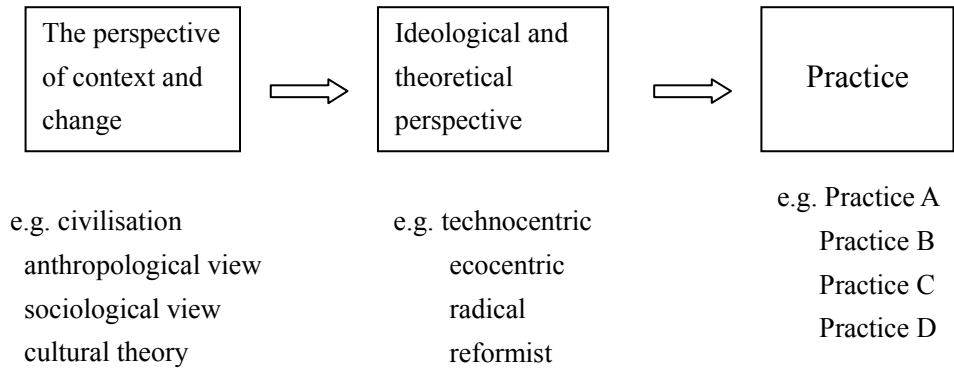 The perspective
of context and
change
Ideological and
theoretical
perspective
Practice
e.g. civilisation
anthropological view
sociological view
cultural theory
e.g. technocentric
ecocentric
radical
reformist
e.g. Practice A
Practice B
Practice C
Practice D